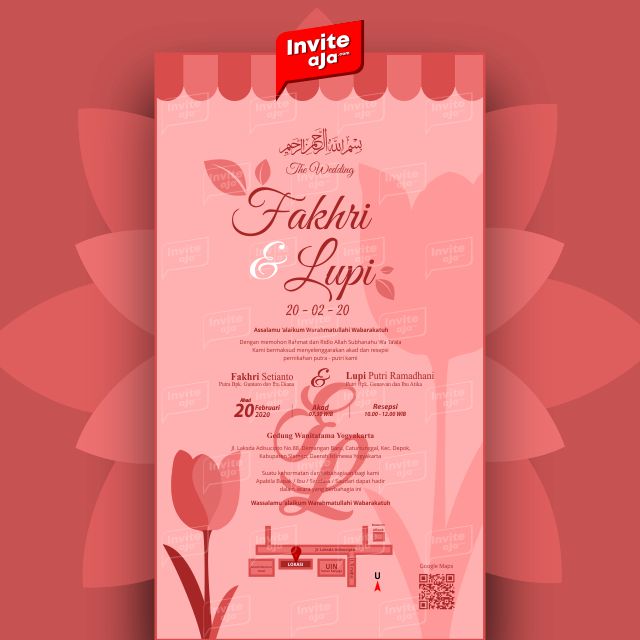 Invite
aja.com
بسم الله الرحمن الرحيم
The Wedding
Fakhri
& Lupi
20 - 02 - 20
Assalamu 'alaikum Warahmatullahi Wabarakatuh
Dengan memohon Rahmat dan Ridlo Allah Subhanahu Wa Ta'ala
Kami bermaksud menyelenggarakan akad dan resepsi
pernikahan putra - putri kami
Fakhri Setianto & Lupi Putri Ramadhani
Putra Bpk. Guntoro dan Ibu Diana Putri Bpk. Gunawan dan Ibu Atika
Ahad
20 Februari 2020
Akad
07.30 WIB
Resepsi
10.00 - 12.00 WIB
Gedung Wanitatama Yogyakarta
Jl. Laksda Adisucipto No.88, Demangan Baru, Caturtunggal, Kec. Depok,
Kabupaten Sleman, Daerah Istimewa Yogyakarta
Suatu kehormatan dan kebahagiaan bagi kami
Apabila Bapak / Ibu / Saudara / Saudari dapat hadir
dalam acara yang berbahagia ini
Wassalamu 'alaikum Warahmatullahi Wabarakatuh
Jl. Laksda Adisucipto
LOKASI
UIN
U
Google Maps